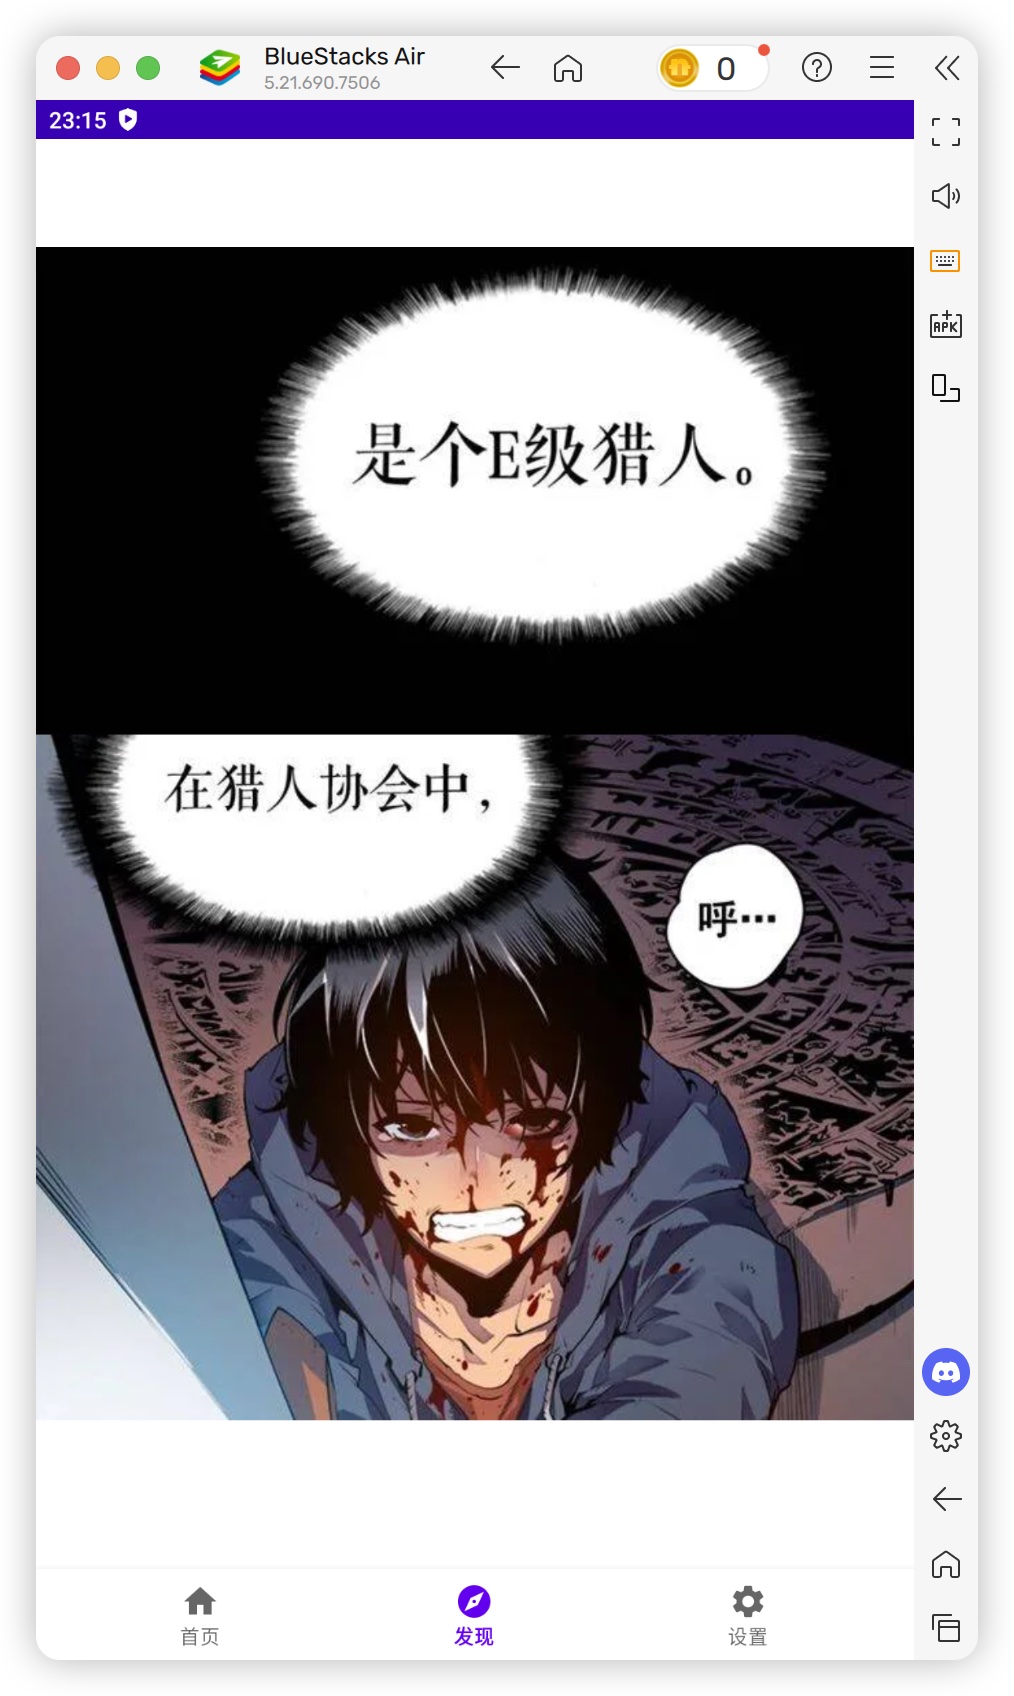 BlueStacks Air
5.21.690.7506
0
23:15
APK
是个E级猎人。
在猎人协会中，
呼…
首页
发现
设置